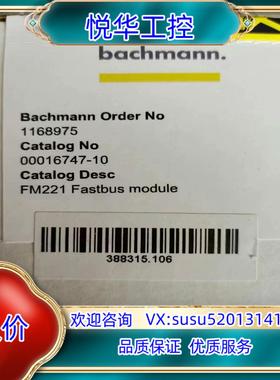 悦华工控
bachmann.
Bachmann Order No
1168975
Catalog No
00016747-10
Catalog Desc
FM221 Fastbus module
388315.106
价
欢迎咨询 VX:susu52013141
品质保证 优质服务